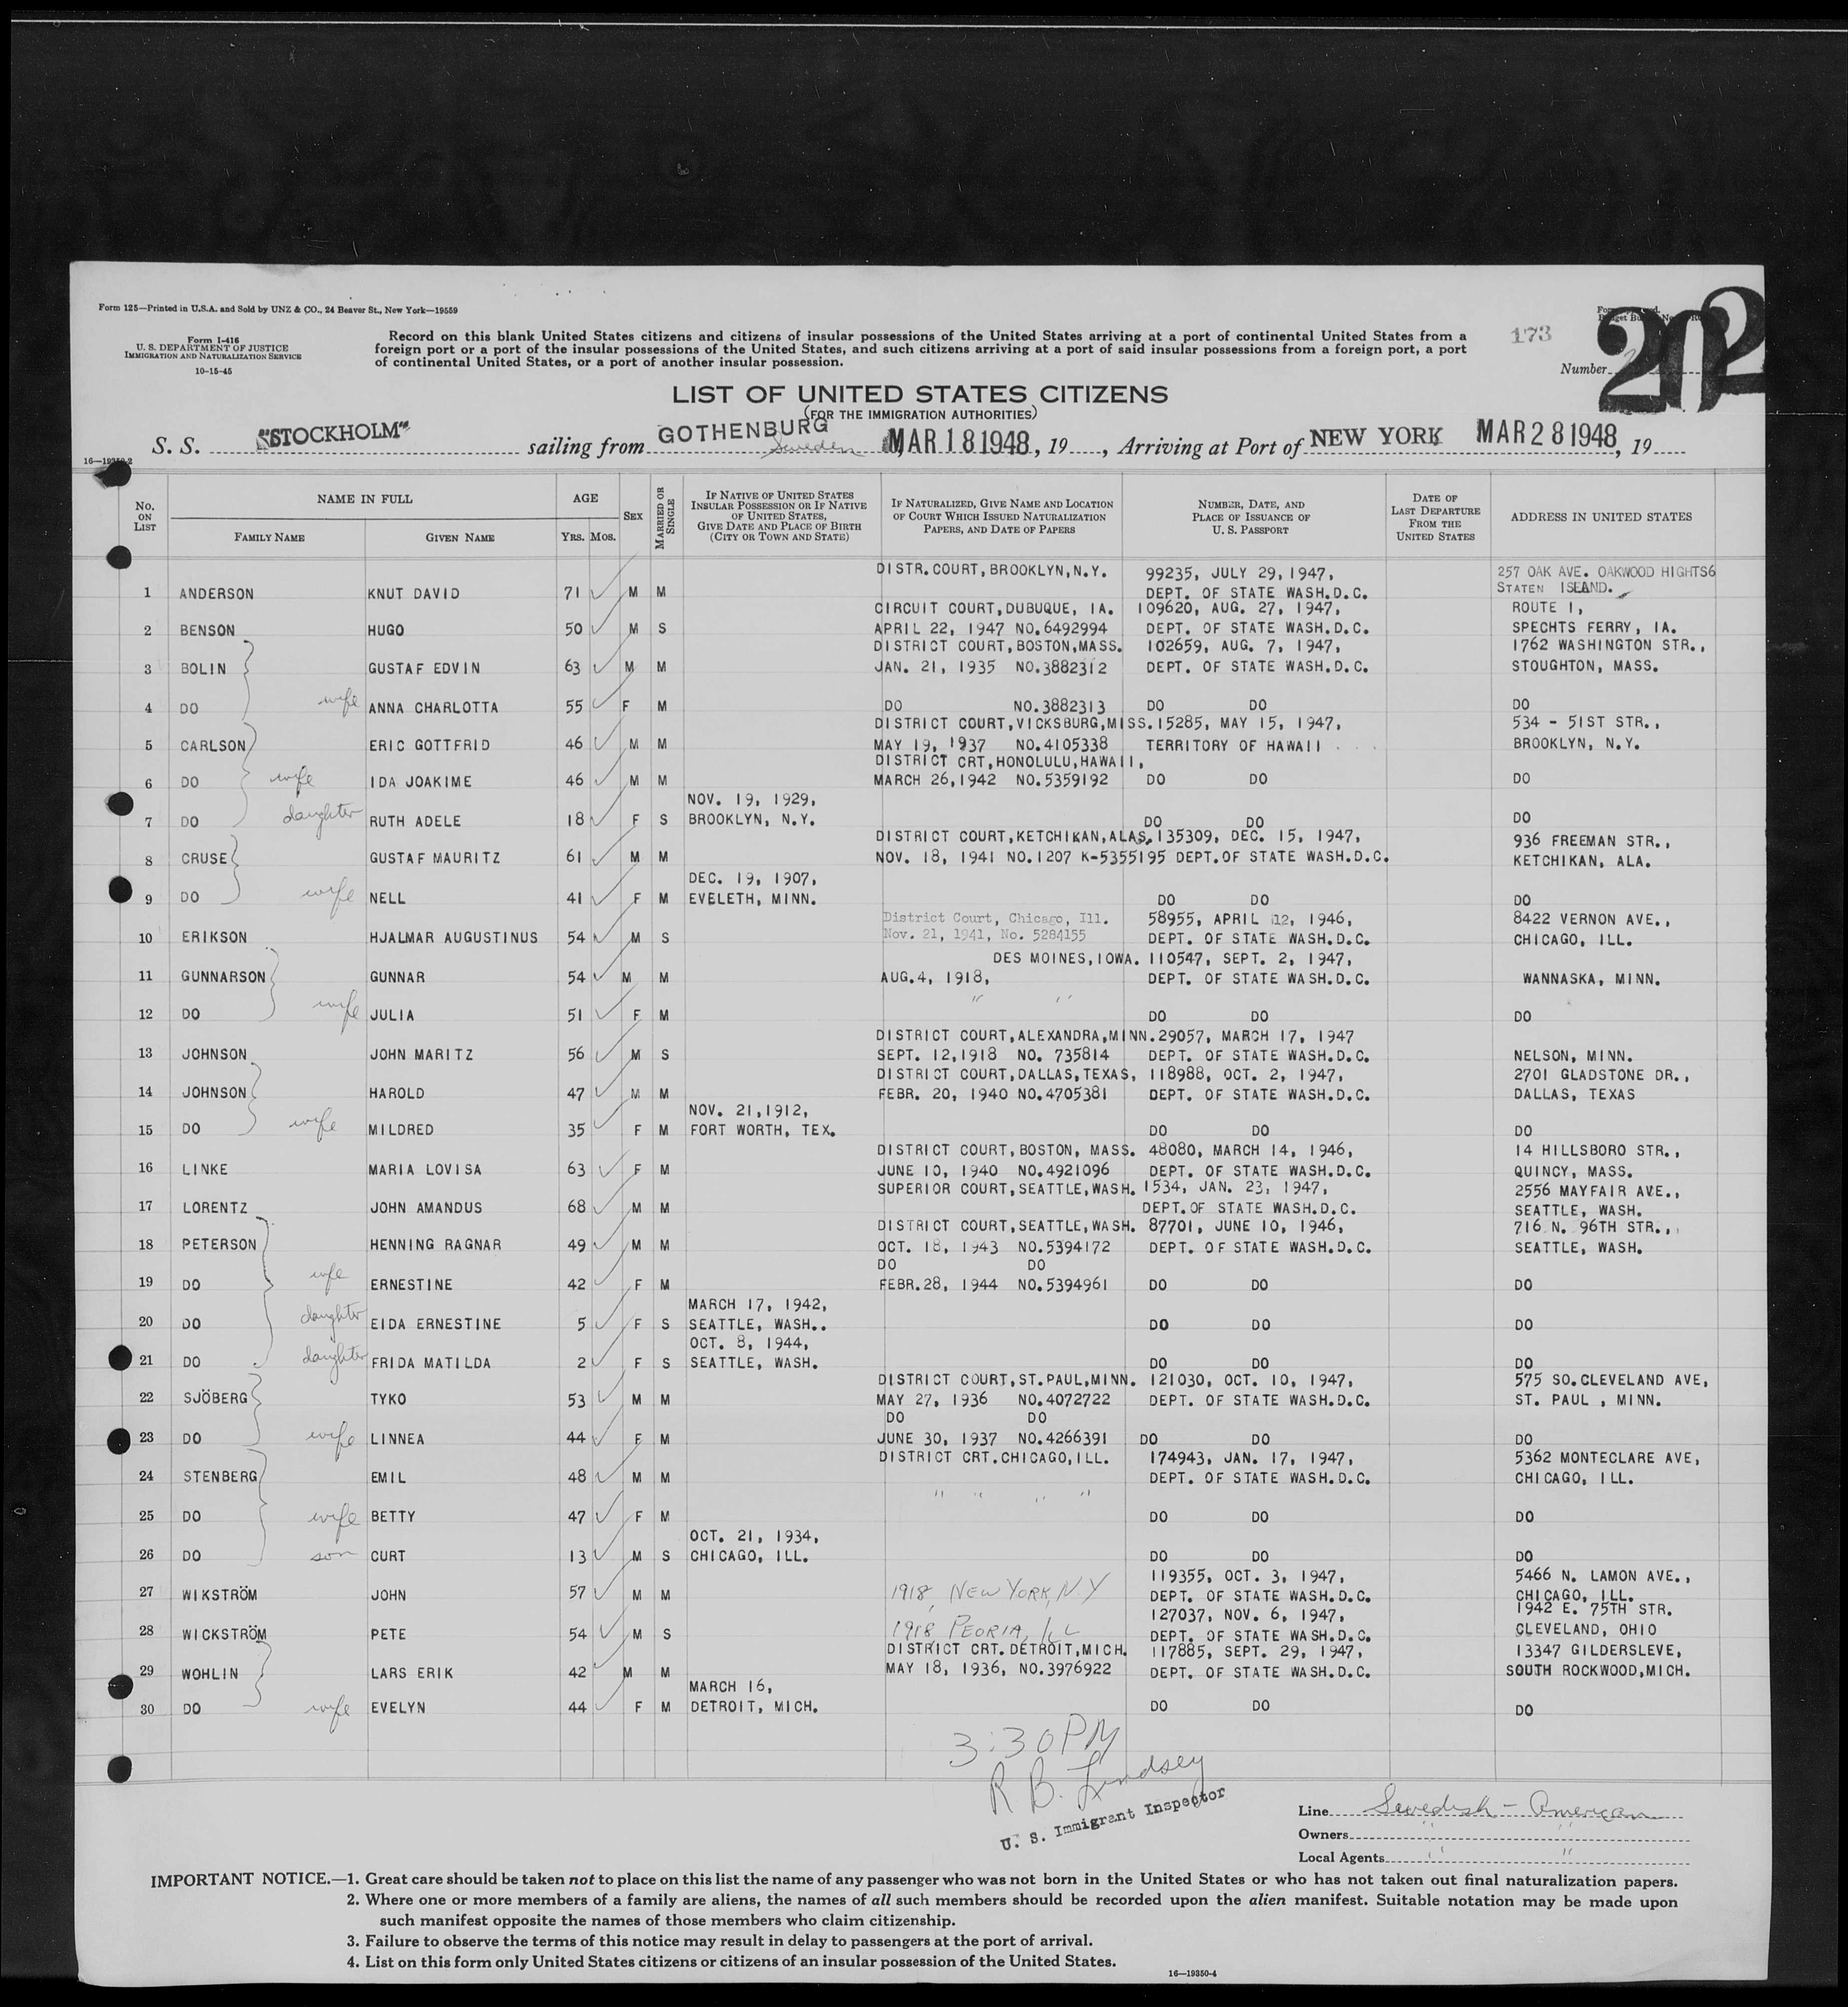 Form 125—Printed in U.S.A. and Sold by UNZ & CO., 24 Beaver St., New York—19559
Form I-416
U. S. DEPARTMENT OF JUSTICE
IMMIGRATION AND NATURALIZATION SERVICE
10-15-45
Record on this blank United States citizens and citizens of insular possessions of the United States arriving at a port of continental United States from a
foreign port or a port of the insular possessions of the United States, and such citizens arriving at a port of said insular possessions from a foreign port, a port
of continental United States, or a port of another insular possession.
173
Number
202
LIST OF UNITED STATES CITIZENS
(FOR THE IMMIGRATION AUTHORITIES)
S. S. "STOCKHOLM" sailing from GOTHENBURG Sweden MAR 18 1948, 19, Arriving at Port of NEW YORK MAR 28 1948, 19
No. ON LIST
NAME IN FULL
FAMILY NAME
GIVEN NAME
AGE
YRS. MOS.
SEX
MARRIED OR SINGLE
IF NATIVE OF UNITED STATES INSULAR POSSESSION OR IF NATIVE OF UNITED STATES, GIVE DATE AND PLACE OF BIRTH (CITY OR TOWN AND STATE)
IF NATURALIZED, GIVE NAME AND LOCATION OF COURT WHICH ISSUED NATURALIZATION PAPERS, AND DATE OF PAPERS
NUMBER, DATE, AND PLACE OF ISSUANCE OF U. S. PASSPORT
DATE OF LAST DEPARTURE FROM THE UNITED STATES
ADDRESS IN UNITED STATES
DISTR. COURT, BROOKLYN, N.Y. 99235, JULY 29, 1947, 257 OAK AVE. OAKWOOD HIGHTS6
1 ANDERSON KNUT DAVID 71 M M DEPT. OF STATE WASH.D.C. STATEN ISLAND.
CIRCUIT COURT, DUBUQUE, IA. 109620, AUG. 27, 1947, ROUTE 1,
2 BENSON HUGO 50 M S APRIL 22, 1947 NO.6492994 DEPT. OF STATE WASH.D.C. SPECHTS FERRY, IA.
DISTRICT COURT, BOSTON, MASS. 102659, AUG. 7, 1947, 1762 WASHINGTON STR.,
3 BOLIN GUSTAF EDVIN 63 M M JAN. 21, 1935 NO.3882312 DEPT. OF STATE WASH.D.C. STOUGHTON, MASS.
4 DO wife ANNA CHARLOTTA 55 F M DO NO.3882313 DO DO DO
DISTRICT COURT, VICKSBURG, MISS. 15285, MAY 15, 1947, 534 - 51ST STR.,
5 CARLSON ERIC GOTTFRID 46 M M MAY 19, 1937 NO.4105338 TERRITORY OF HAWAII BROOKLYN, N.Y.
DISTRICT CRT, HONOLULU, HAWAII,
6 DO wife IDA JOAKIME 46 M M MARCH 26, 1942 NO.5359192 DO DO DO
NOV. 19, 1929,
7 DO daughter RUTH ADELE 18 F S BROOKLYN, N.Y. DO DO DO
DISTRICT COURT, KETCHIKAN, ALAS. 135309, DEC. 15, 1947, 936 FREEMAN STR.,
8 CRUSE GUSTAF MAURITZ 61 M M NOV. 18, 1941 NO.1207 K-5355195 DEPT. OF STATE WASH.D.C. KETCHIKAN, ALA.
DEC. 19, 1907,
9 DO wife NELL 41 F M EVELETH, MINN. DO DO DO
District Court, Chicago, Ill. 58955, APRIL 12, 1946, 8422 VERNON AVE.,
10 ERIKSON HJALMAR AUGUSTINUS 54 M S Nov. 21, 1941, No. 5284155 DEPT. OF STATE WASH.D.C. CHICAGO, ILL.
DES MOINES, IOWA. 110547, SEPT. 2, 1947,
11 GUNNARSON GUNNAR 54 M M AUG.4, 1918, DEPT. OF STATE WASH.D.C. WANNASKA, MINN.
12 DO wife JULIA 51 F M " " DO DO DO
DISTRICT COURT, ALEXANDRA, MINN. 29057, MARCH 17, 1947
13 JOHNSON JOHN MARITZ 56 M S SEPT. 12, 1918 NO. 735814 DEPT. OF STATE WASH.D.C. NELSON, MINN.
DISTRICT COURT, DALLAS, TEXAS, 118988, OCT. 2, 1947, 2701 GLADSTONE DR.,
14 JOHNSON HAROLD 47 M M FEBR. 20, 1940 NO.4705381 DEPT. OF STATE WASH.D.C. DALLAS, TEXAS
NOV. 21, 1912,
15 DO wife MILDRED 35 F M FORT WORTH, TEX. DO DO DO
DISTRICT COURT, BOSTON, MASS. 48080, MARCH 14, 1946, 14 HILLSBORO STR.,
16 LINKE MARIA LOVISA 63 F M JUNE 10, 1940 NO.4921096 DEPT. OF STATE WASH.D.C. QUINCY, MASS.
SUPERIOR COURT, SEATTLE, WASH. 1534, JAN. 23, 1947, 2556 MAYFAIR AVE.,
17 LORENTZ JOHN AMANDUS 68 M M DEPT. OF STATE WASH.D.C. SEATTLE, WASH.
DISTRICT COURT, SEATTLE, WASH. 87701, JUNE 10, 1946, 716 N. 96TH STR.,
18 PETERSON HENNING RAGNAR 49 M M OCT. 18, 1943 NO.5394172 DEPT. OF STATE WASH.D.C. SEATTLE, WASH.
DO DO
19 DO wife ERNESTINE 42 F M FEBR.28, 1944 NO.5394961 DO DO DO
MARCH 17, 1942,
20 DO daughter EIDA ERNESTINE 5 F S SEATTLE, WASH.. DO DO DO
OCT. 8, 1944,
21 DO daughter FRIDA MATILDA 2 F S SEATTLE, WASH. DO DO DO
DISTRICT COURT, ST.PAUL, MINN. 121030, OCT. 10, 1947, 575 SO.CLEVELAND AVE,
22 SJÖBERG TYKO 53 M M MAY 27, 1936 NO.4072722 DEPT. OF STATE WASH.D.C. ST. PAUL , MINN.
DO DO
23 DO wife LINNEA 44 F M JUNE 30, 1937 NO.4266391 DO DO DO
DISTRICT CRT. CHICAGO, ILL. 174943, JAN. 17, 1947, 5362 MONTECLARE AVE,
24 STENBERG EMIL 48 M M DEPT. OF STATE WASH.D.C. CHICAGO, ILL.
" " " "
25 DO wife BETTY 47 F M DO DO DO
OCT. 21, 1934,
26 DO son CURT 13 M S CHICAGO, ILL. DO DO DO
119355, OCT. 3, 1947, 5466 N. LAMON AVE.,
27 WIKSTRÖM JOHN 57 M M 1918, NEW YORK, NY DEPT. OF STATE WASH.D.C. CHICAGO, ILL.
127037, NOV. 6, 1947, 1942 E. 75TH STR.
28 WICKSTRÖM PETE 54 M S 1918 PEORIA, ILL DEPT. OF STATE WASH.D.C. CLEVELAND, OHIO
DISTRICT CRT. DETROIT, MICH. 117885, SEPT. 29, 1947, 13347 GILDERSLEVE,
29 WOHLIN LARS ERIK 42 M M MAY 18, 1936, NO.3976922 DEPT. OF STATE WASH.D.C. SOUTH ROCKWOOD, MICH.
MARCH 16,
30 DO wife EVELYN 44 F M DETROIT, MICH. DO DO DO
3:30 PM
R B. Lindsey
U. S. Immigrant Inspector
Line Swedish - American
Owners " "
Local Agents " "
IMPORTANT NOTICE.—1. Great care should be taken not to place on this list the name of any passenger who was not born in the United States or who has not taken out final naturalization papers.
2. Where one or more members of a family are aliens, the names of all such members should be recorded upon the alien manifest. Suitable notation may be made upon
such manifest opposite the names of those members who claim citizenship.
3. Failure to observe the terms of this notice may result in delay to passengers at the port of arrival.
4. List on this form only United States citizens or citizens of an insular possession of the United States.
16—19350-4